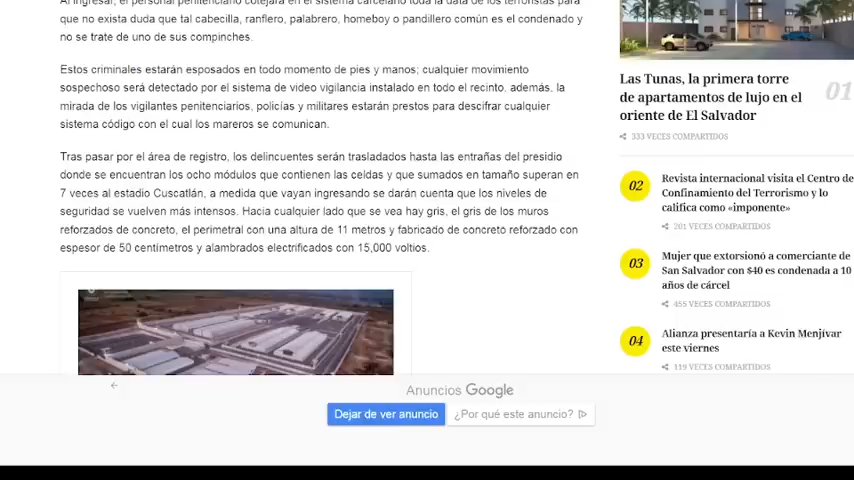 Al ingresar, el personal penitenciario cotejará en el sistema carcelario toda la data de los terroristas para
que no exista duda que tal cabecilla, ranflero, palabrero, homeboy o pandillero común es el condenado y
no se trate de uno de sus compinches.
Estos criminales estarán esposados en todo momento de pies y manos; cualquier movimiento
sospechoso será detectado por el sistema de video vigilancia instalado en todo el recinto, además, la
mirada de los vigilantes penitenciarios, policías y militares estarán prestos para descifrar cualquier
sistema código con el cual los mareros se comunican.
Tras pasar por el área de registro, los delincuentes serán trasladados hasta las entrañas del presidio
donde se encuentran los ocho módulos que contienen las celdas y que sumados en tamaño superan en
7 veces al estadio Cuscatlán, a medida que vayan ingresando se darán cuenta que los niveles de
seguridad se vuelven más intensos. Hacia cualquier lado que se vea hay gris, el gris de los muros
reforzados de concreto, el perimetral con una altura de 11 metros y fabricado de concreto reforzado con
espesor de 50 centímetros y alambrados electrificados con 15,000 voltios.
Las Tunas, la primera torre
de apartamentos de lujo en el
oriente de El Salvador
01
333 VECES COMPARTIDOS
02
Revista internacional visita el Centro de
Confinamiento del Terrorismo y lo
califica como «imponente»
201 VECES COMPARTIDOS
03
Mujer que extorsionó a comerciante de
San Salvador con $40 es condenada a 10
años de cárcel
455 VECES COMPARTIDOS
04
Alianza presentaría a Kevin Menjívar
este viernes
119 VECES COMPARTIDOS
Anuncios Google
Dejar de ver anuncio
¿Por qué este anuncio?